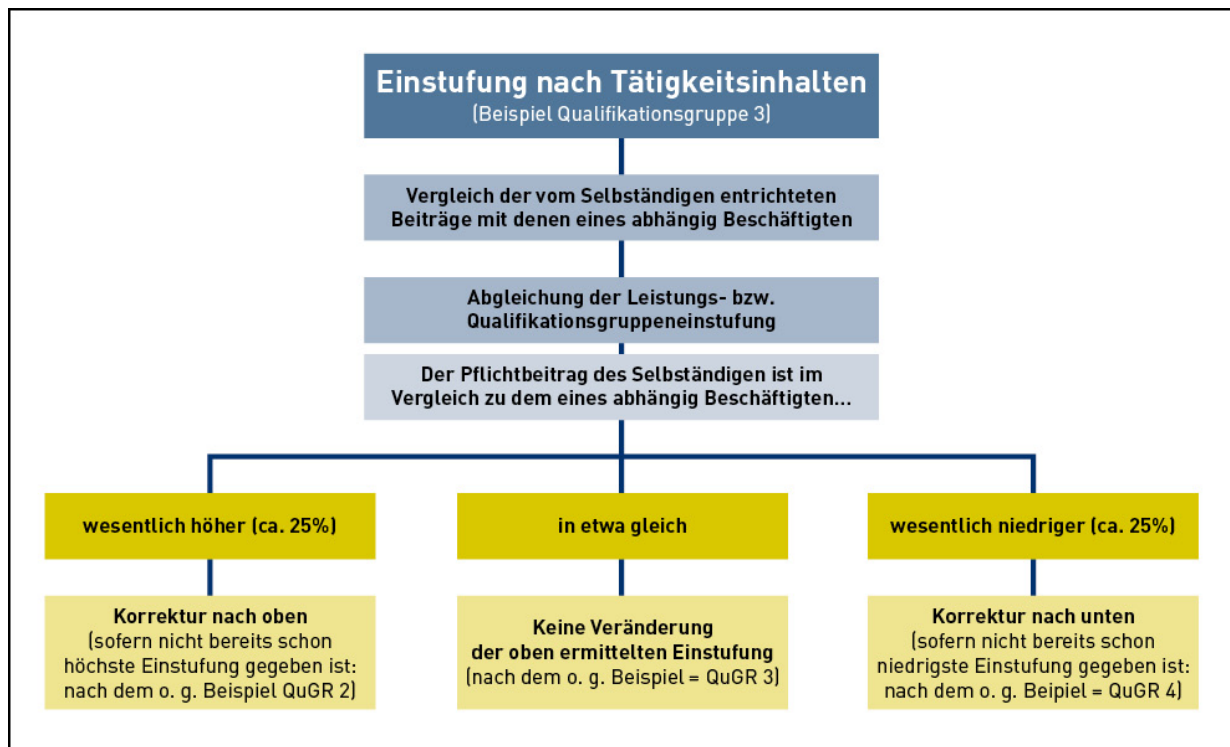 Einstufung nach Tätigkeitsinhalten
(Beispiel Qualifikationsgruppe 3)
Vergleich der vom Selbständigen entrichteten
Beiträge mit denen eines abhängig Beschäftigten
Abgleichung der Leistungs- bzw.
Qualifikationsgruppeneinstufung
Der Pflichtbeitrag des Selbständigen ist im
Vergleich zu dem eines abhängig Beschäftigten...
wesentlich höher (ca. 25%)
in etwa gleich
wesentlich niedriger (ca. 25%)
Korrektur nach oben
(sofern nicht bereits schon
höchste Einstufung gegeben ist:
nach dem o. g. Beispiel QuGR 2)
Keine Veränderung
der oben ermittelten Einstufung
(nach dem o. g. Beispiel = QuGR 3)
Korrektur nach unten
(sofern nicht bereits schon
niedrigste Einstufung gegeben ist:
nach dem o. g. Beipiel = QuGR 4)